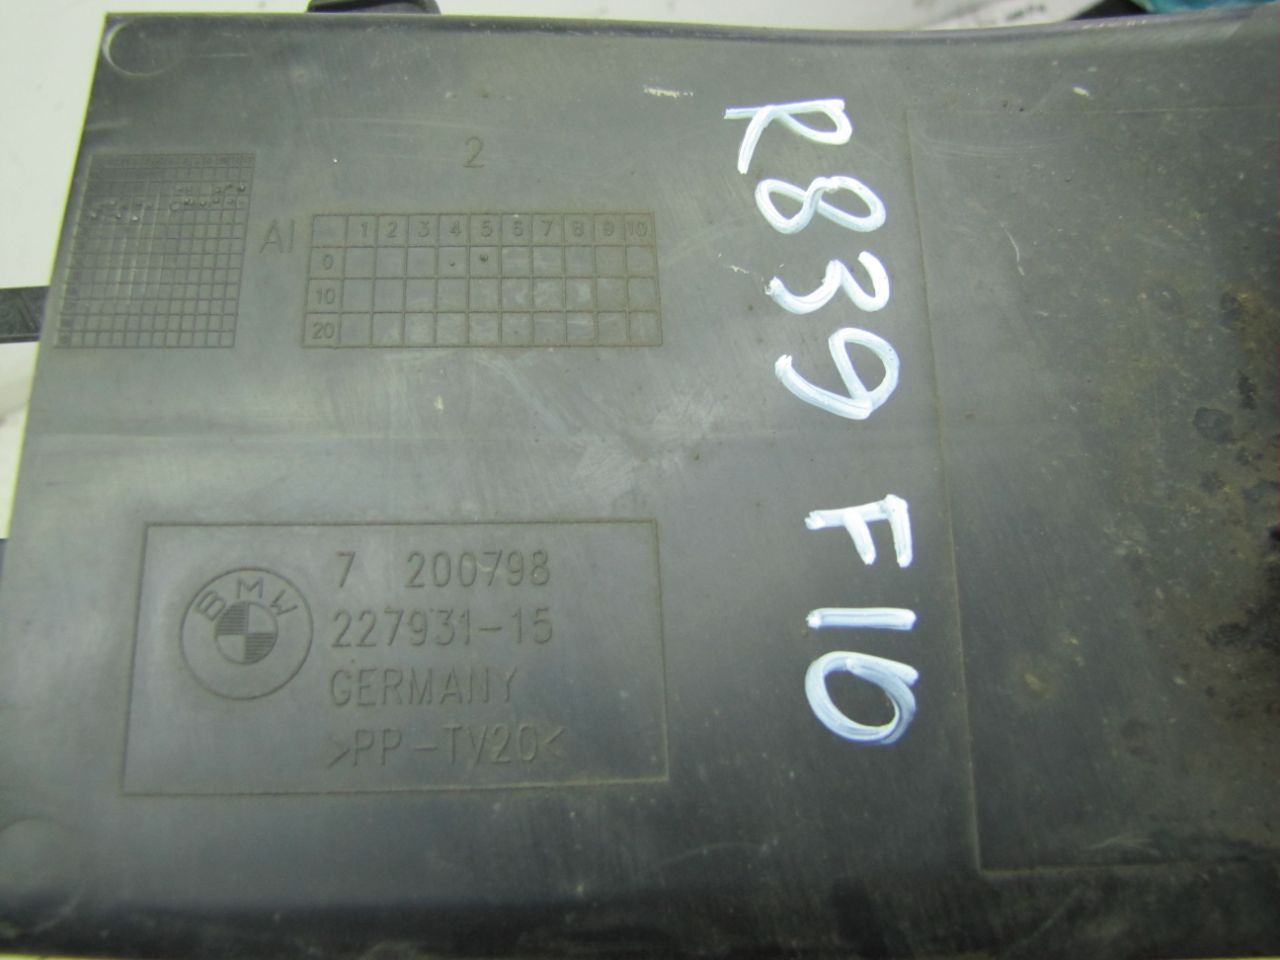 2
AI
1 2 3 4 5 6 7 8 9 10
0
10
20
7 200798
227931-15
GERMANY
>PP-TV20<
BMW
R839 F10